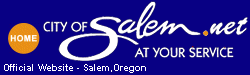 HOME
CITY OF Salem.net
AT YOUR SERVICE
Official Website - Salem,Oregon